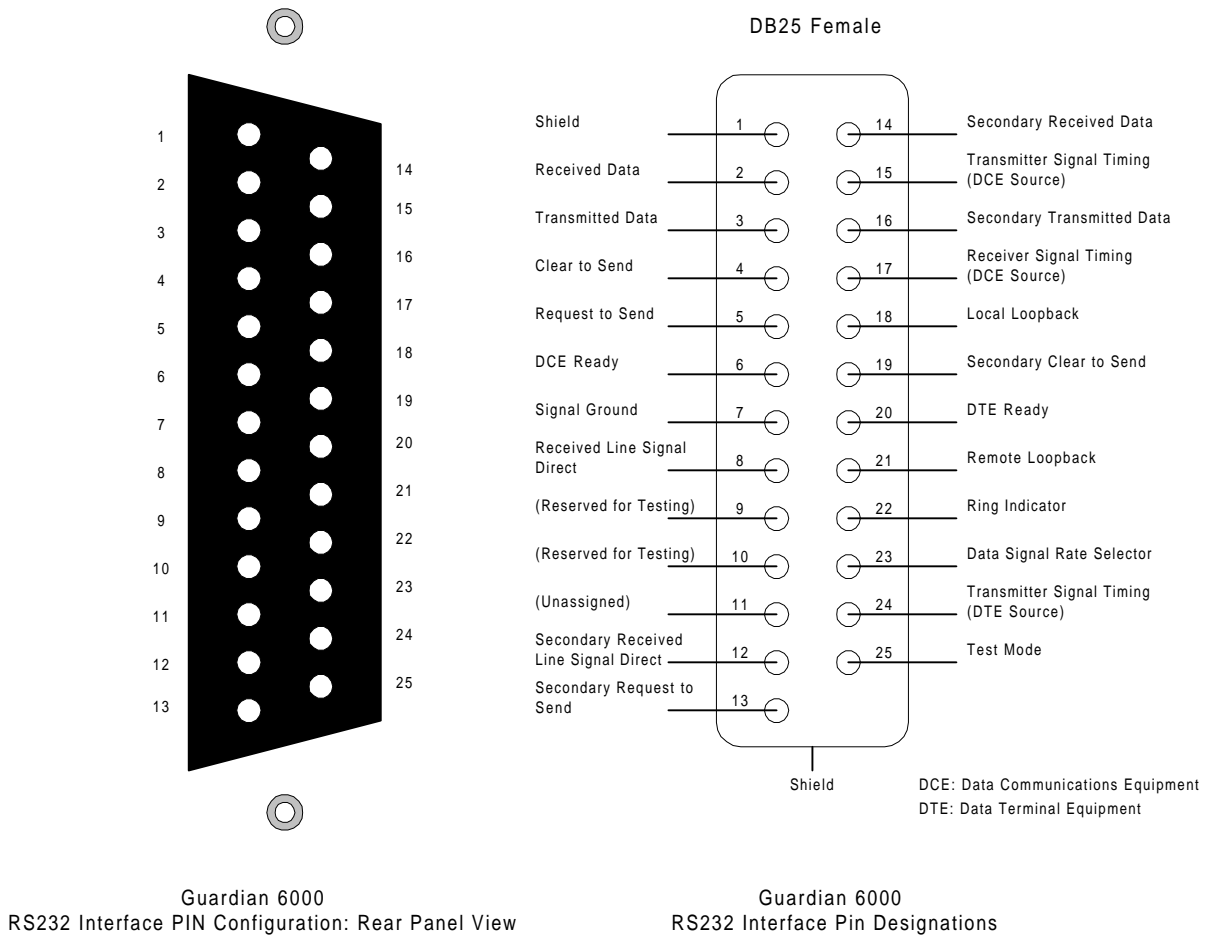 DB25 Female
1
2
3
4
5
6
7
8
9
10
11
12
13
14
15
16
17
18
19
20
21
22
23
24
25
Shield
1
Received Data
2
Transmitted Data
3
Clear to Send
4
Request to Send
5
DCE Ready
6
Signal Ground
7
Received Line Signal
Direct
8
(Reserved for Testing)
9
(Reserved for Testing)
10
(Unassigned)
11
Secondary Received
Line Signal Direct
12
Secondary Request to
Send
13
14
Secondary Received Data
15
Transmitter Signal Timing
(DCE Source)
16
Secondary Transmitted Data
17
Receiver Signal Timing
(DCE Source)
18
Local Loopback
19
Secondary Clear to Send
20
DTE Ready
21
Remote Loopback
22
Ring Indicator
23
Data Signal Rate Selector
24
Transmitter Signal Timing
(DTE Source)
25
Test Mode
Shield
DCE: Data Communications Equipment
DTE: Data Terminal Equipment
Guardian 6000
RS232 Interface PIN Configuration: Rear Panel View
Guardian 6000
RS232 Interface Pin Designations